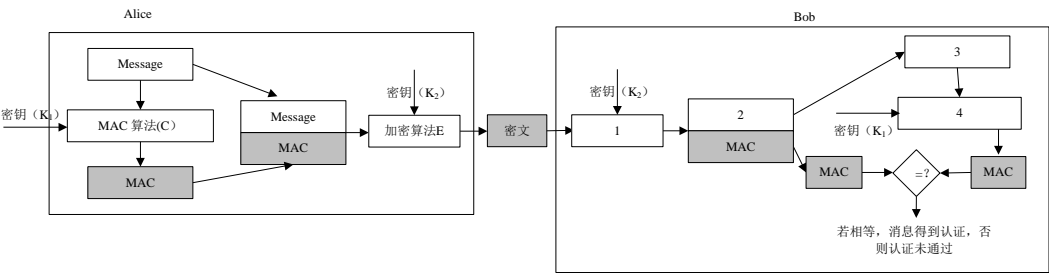 Alice
Bob
Message
密钥（K₁）
MAC 算法(C）
MAC
Message
MAC
密钥（K₂）
加密算法E
密文
密钥（K₂）
1
2
MAC
3
4
密钥（K₁）
MAC
=?
MAC
若相等，消息得到认证，否
则认证未通过